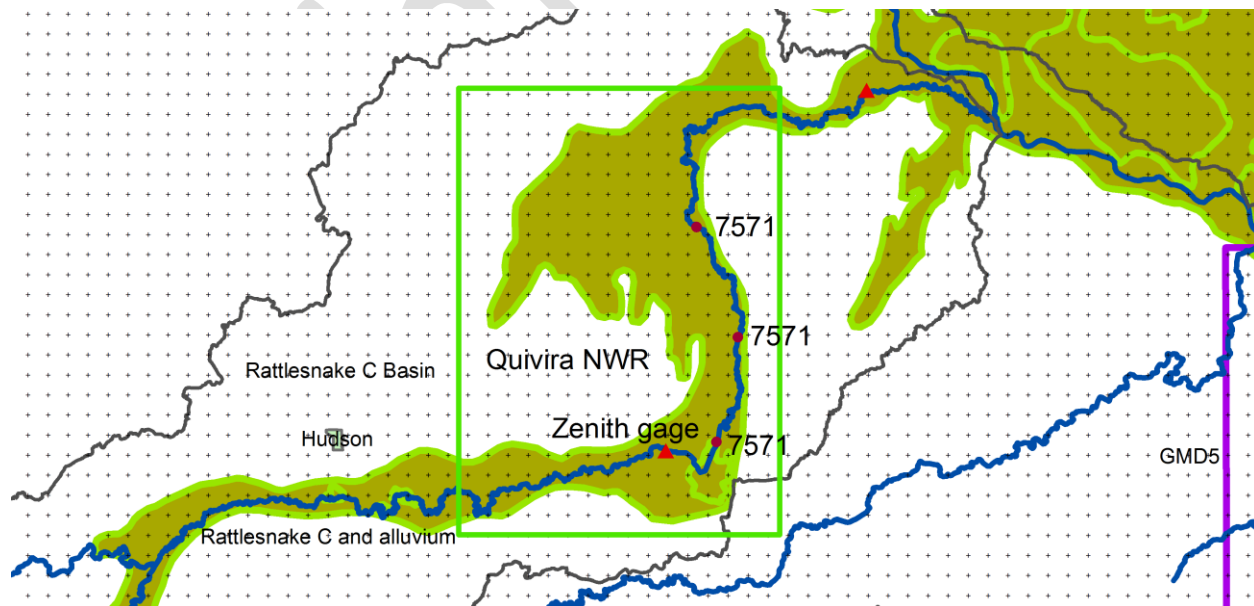 7571
7571
Quivira NWR
Rattlesnake C Basin
Zenith gage
Hudson
7571
GMD5
Rattlesnake C and alluvium